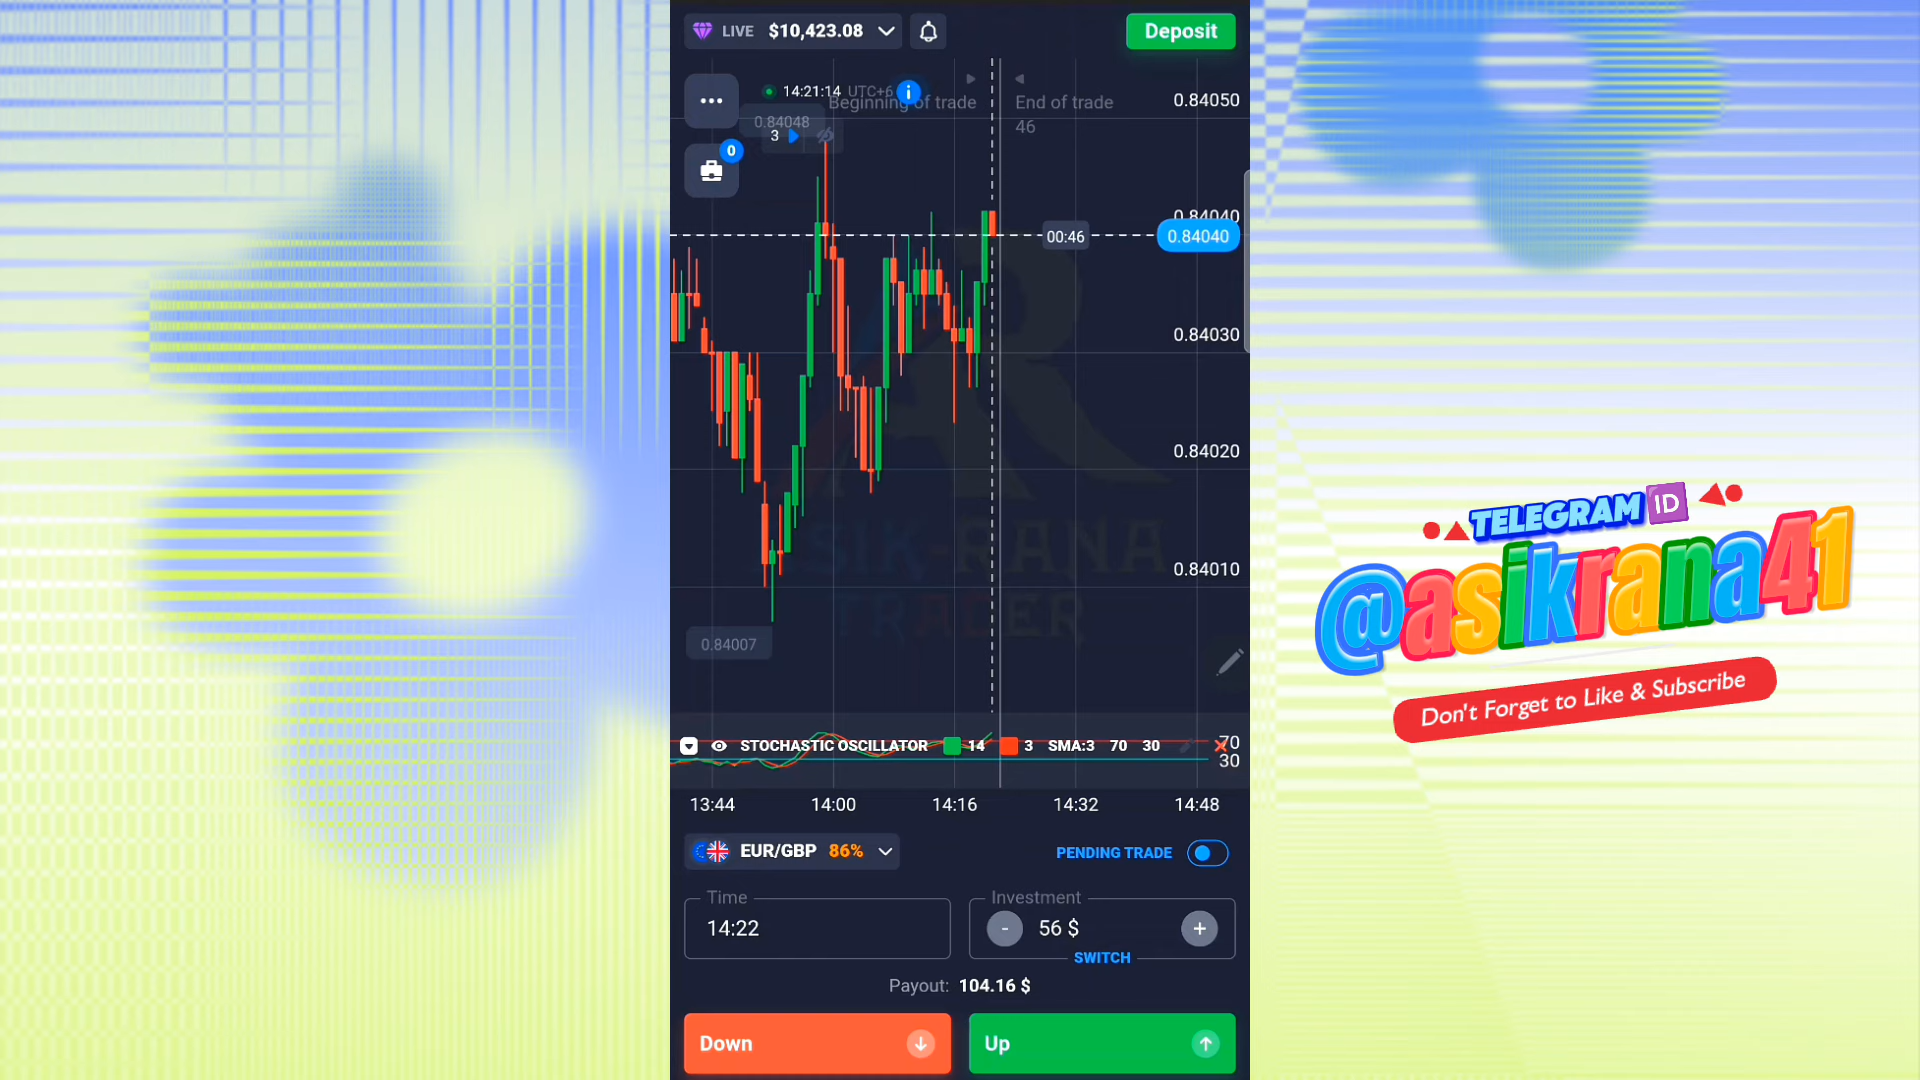 LIVE $10,423.08
Deposit
14:21:14 UTC+6 i
Beginning of trade
End of trade
46
0.84050
0.84048
3
0
0.84040
00:46
0.84040
0.84030
0.84020
0.84010
0.84007
SIK-RANA
TRADER
STOCHASTIC OSCILLATOR 14 3 SMA:3 70 30
70
30
13:44 14:00 14:16 14:32 14:48
EUR/GBP 86%
PENDING TRADE
Time
14:22
Investment
- 56 $ +
SWITCH
Payout: 104.16 $
Down
Up
TELEGRAM ID
@asikrana41
Don't Forget to Like & Subscribe